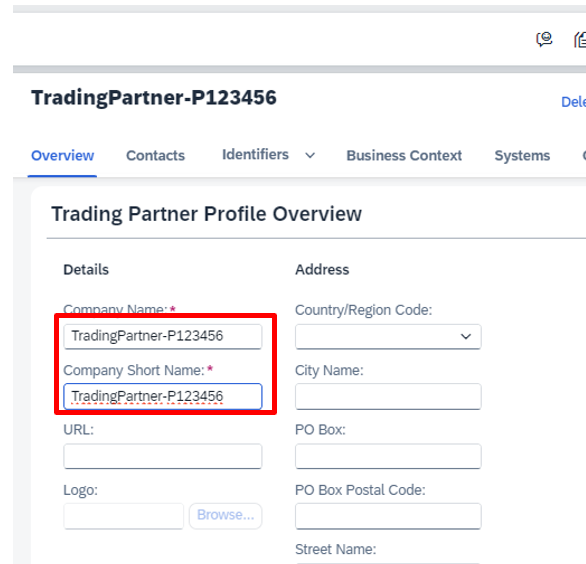 TradingPartner-P123456
Overview Contacts Identifiers Business Context Systems
Trading Partner Profile Overview
Details
Company Name: *
TradingPartner-P123456
Company Short Name: *
TradingPartner-P123456
URL:
Logo:
Browse...
Address
Country/Region Code:
City Name:
PO Box:
PO Box Postal Code:
Street Name: